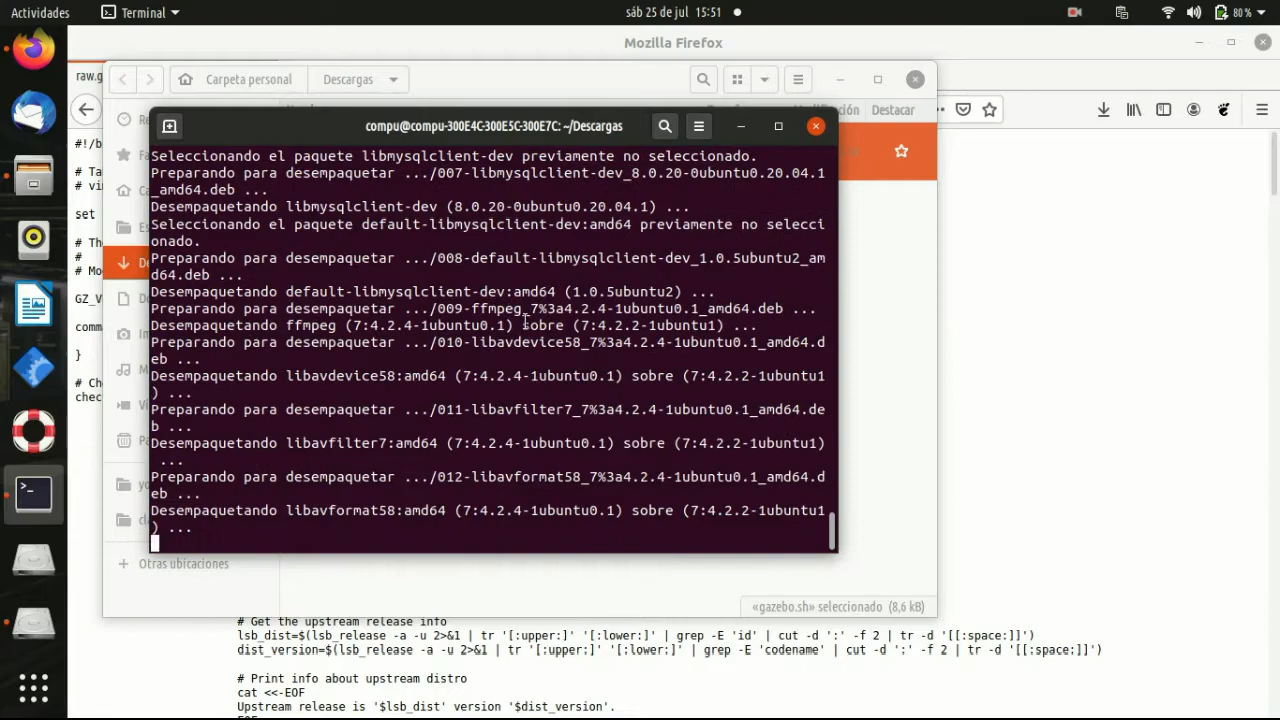 Actividades
Terminal
sáb 25 de jul 15:51
80 %
Mozilla Firefox
raw.g
Carpeta personal
Descargas
Destacar
compu@compu-300E4C-300E5C-300E7C: ~/Descargas
#!/b
# Ta
# vi
set
# Th
#
# Mo
GZ_V
comm
}
# Ch
chec
Seleccionando el paquete libmysqlclient-dev previamente no seleccionado.
Preparando para desempaquetar .../007-libmysqlclient-dev_8.0.20-0ubuntu0.20.04.1
_amd64.deb ...
Desempaquetando libmysqlclient-dev (8.0.20-0ubuntu0.20.04.1) ...
Seleccionando el paquete default-libmysqlclient-dev:amd64 previamente no selecci
onado.
Preparando para desempaquetar .../008-default-libmysqlclient-dev_1.0.5ubuntu2_am
d64.deb ...
Desempaquetando default-libmysqlclient-dev:amd64 (1.0.5ubuntu2) ...
Preparando para desempaquetar .../009-ffmpeg_7%3a4.2.4-1ubuntu0.1_amd64.deb ...
Desempaquetando ffmpeg (7:4.2.4-1ubuntu0.1) sobre (7:4.2.2-1ubuntu1) ...
Preparando para desempaquetar .../010-libavdevice58_7%3a4.2.4-1ubuntu0.1_amd64.d
eb ...
Desempaquetando libavdevice58:amd64 (7:4.2.4-1ubuntu0.1) sobre (7:4.2.2-1ubuntu1
) ...
Preparando para desempaquetar .../011-libavfilter7_7%3a4.2.4-1ubuntu0.1_amd64.de
b ...
Desempaquetando libavfilter7:amd64 (7:4.2.4-1ubuntu0.1) sobre (7:4.2.2-1ubuntu1)
...
Preparando para desempaquetar .../012-libavformat58_7%3a4.2.4-1ubuntu0.1_amd64.d
eb ...
Desempaquetando libavformat58:amd64 (7:4.2.4-1ubuntu0.1) sobre (7:4.2.2-1ubuntu1
) ...
Otras ubicaciones
«gazebo.sh» seleccionado (8,6 kB)
# Get the upstream release info
lsb_dist=$(lsb_release -a -u 2>&1 | tr '[:upper:]' '[:lower:]' | grep -E 'id' | cut -d ':' -f 2 | tr -d '[[:space:]]')
dist_version=$(lsb_release -a -u 2>&1 | tr '[:upper:]' '[:lower:]' | grep -E 'codename' | cut -d ':' -f 2 | tr -d '[[:space:]]')
# Print info about upstream distro
cat <<-EOF
Upstream release is '$lsb_dist' version '$dist_version'.